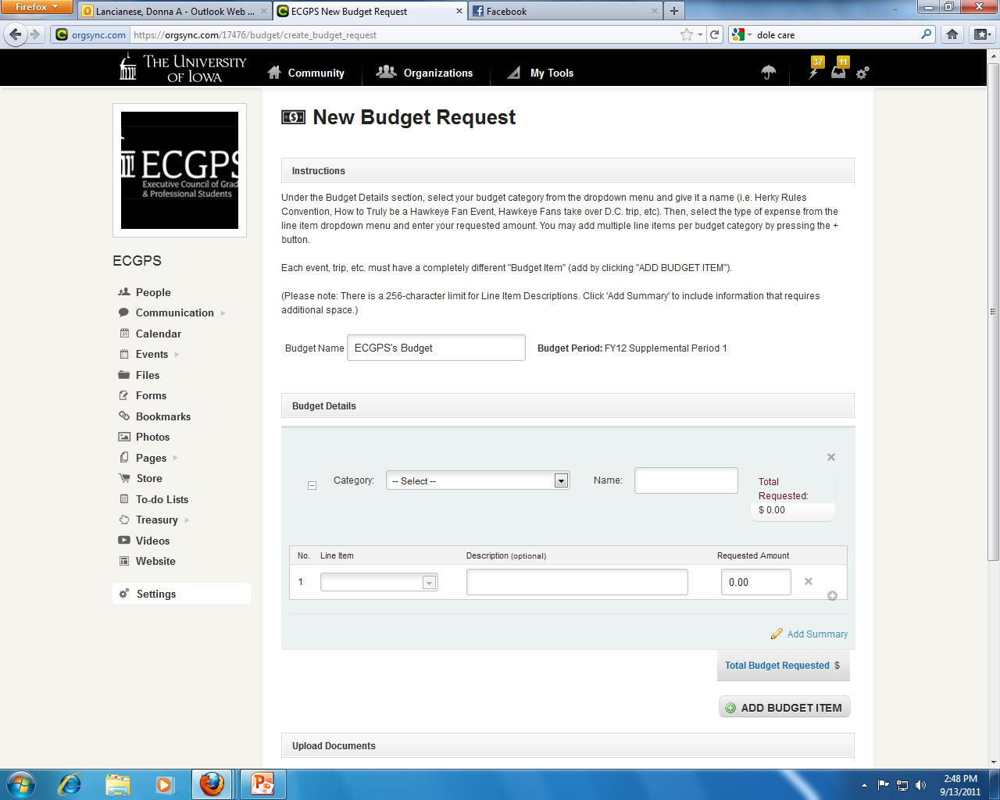 Firefox
Lancianese, Donna A - Outlook Web ...
ECGPS New Budget Request
Facebook
orgsync.com
https://orgsync.com/17476/budget/create_budget_request
dole care
THE UNIVERSITY
OF IOWA
Community
Organizations
My Tools
37
11
ECGPS
Executive Council of Grad
& Professional Students
New Budget Request
Instructions
Under the Budget Details section, select your budget category from the dropdown menu and give it a name (i.e. Herky Rules
Convention, How to Truly be a Hawkeye Fan Event, Hawkeye Fans take over D.C. trip, etc). Then, select the type of expense from the
line item dropdown menu and enter your requested amount. You may add multiple line items per budget category by pressing the +
button.
Each event, trip, etc. must have a completely different "Budget Item" (add by clicking "ADD BUDGET ITEM").
(Please note: There is a 256-character limit for Line Item Descriptions. Click 'Add Summary' to include information that requires
additional space.)
Budget Name ECGPS's Budget Budget Period: FY12 Supplemental Period 1
ECGPS
People
Communication
Calendar
Events
Files
Forms
Bookmarks
Photos
Pages
Store
To-do Lists
Treasury
Videos
Website
Settings
Budget Details
Category: -- Select -- Name:
Total
Requested:
$ 0.00
No. Line Item Description (optional) Requested Amount
1 0.00
Add Summary
Total Budget Requested $
ADD BUDGET ITEM
Upload Documents
2:48 PM
9/13/2011